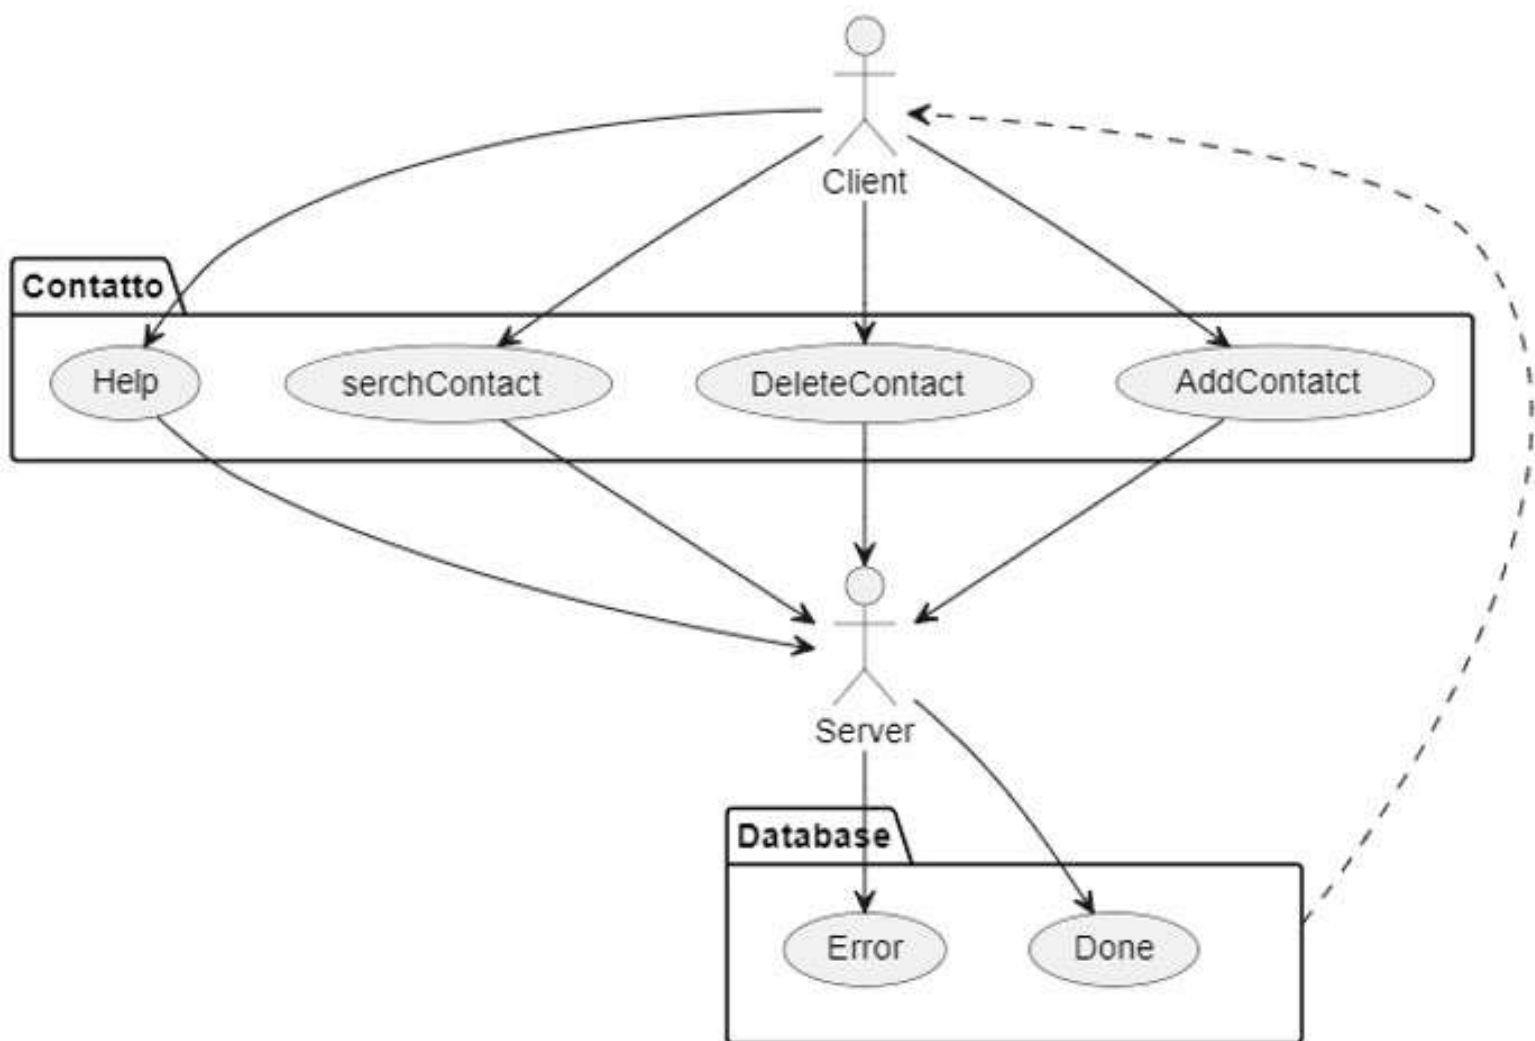 Client
Contatto
Help
serchContact
DeleteContact
AddContatct
Server
Database
Error
Done